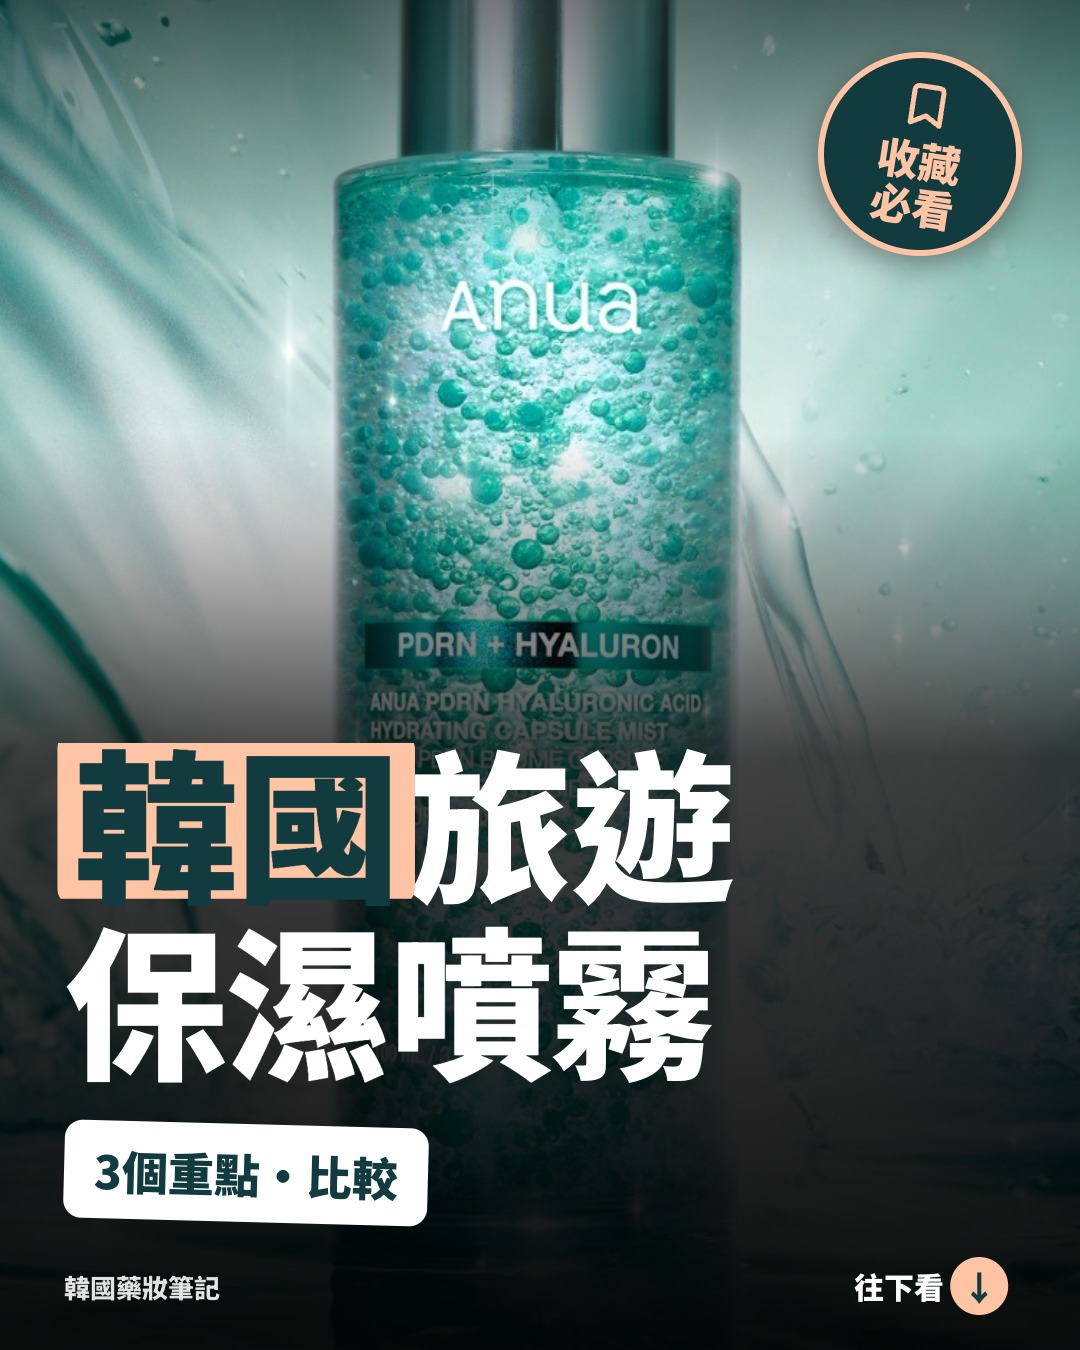 收藏
必看
Anua
PDRN + HYALURON
ANUA PDRN HYALURONIC ACID
HYDRATING CAPSULE MIST
韓國旅遊
保濕噴霧
3個重點・比較
韓國藥妝筆記
往下看